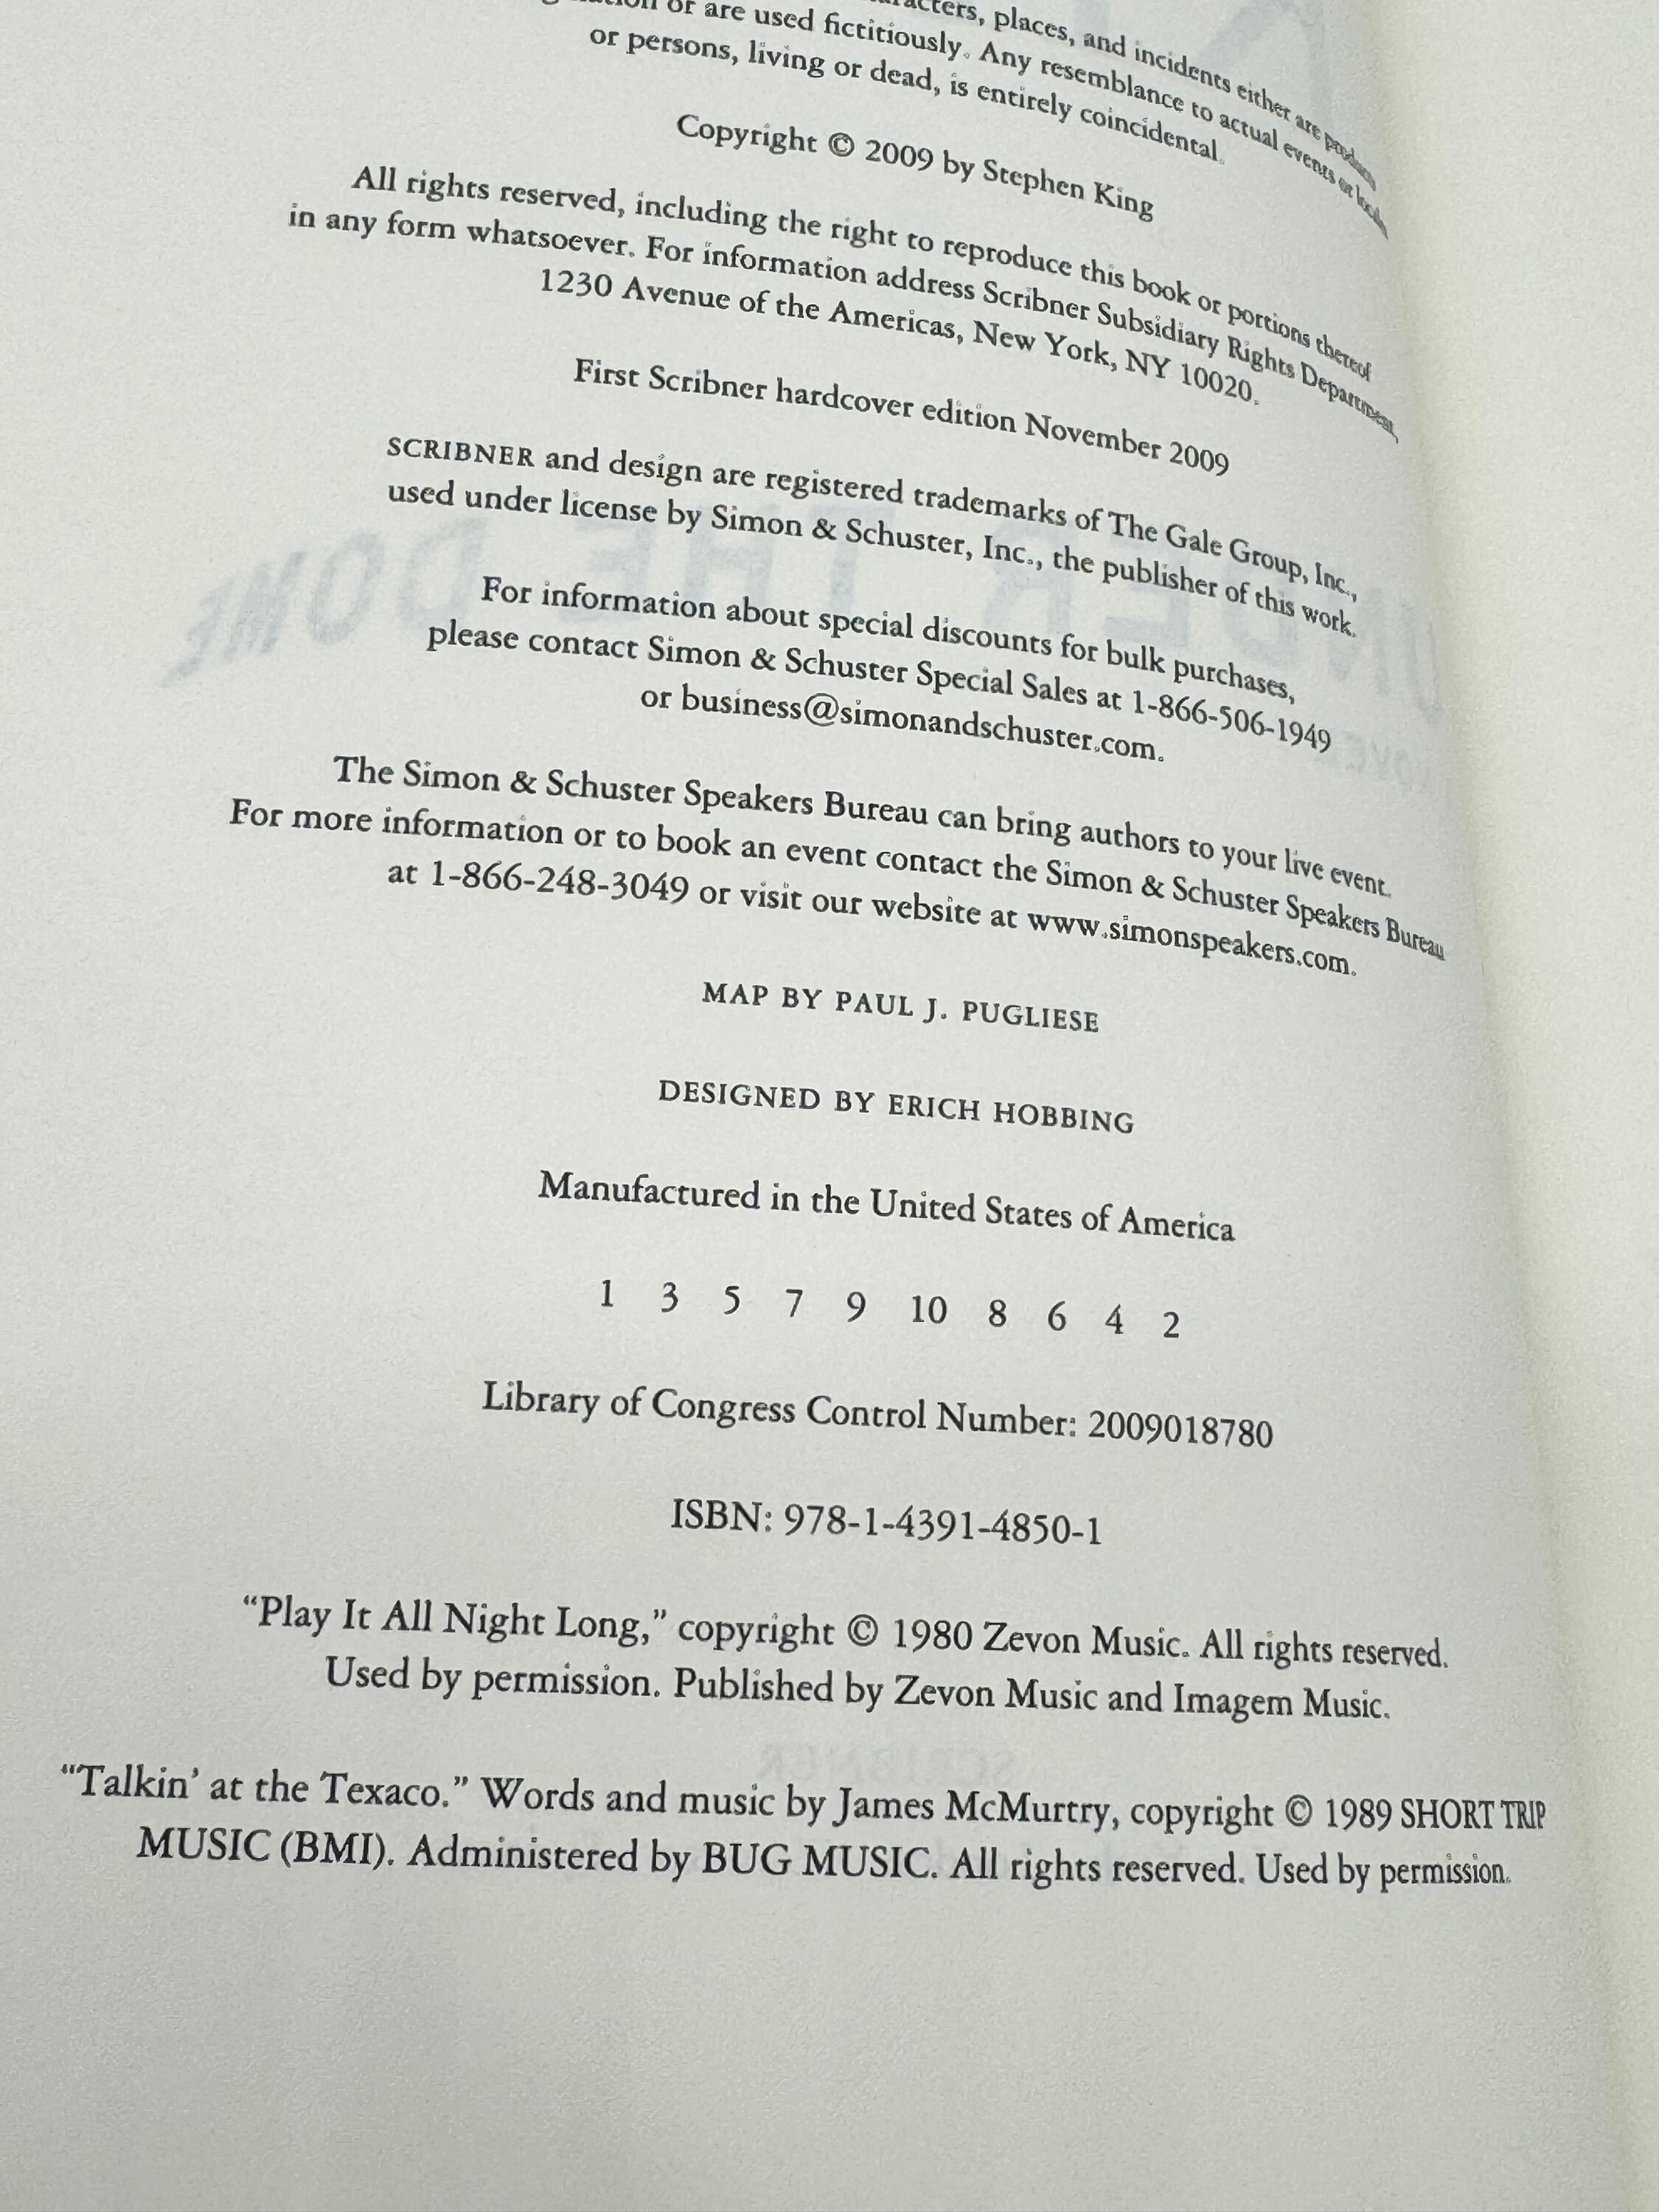 characters, places, and incidents either are products
or are used fictitiously. Any resemblance to actual events or locales
or persons, living or dead, is entirely coincidental.
Copyright © 2009 by Stephen King
All rights reserved, including the right to reproduce this book or portions thereof
in any form whatsoever. For information address Scribner Subsidiary Rights Department,
1230 Avenue of the Americas, New York, NY 10020.
First Scribner hardcover edition November 2009
SCRIBNER and design are registered trademarks of The Gale Group, Inc.,
used under license by Simon & Schuster, Inc., the publisher of this work.
For information about special discounts for bulk purchases,
please contact Simon & Schuster Special Sales at 1-866-506-1949
or business@simonandschuster.com.
The Simon & Schuster Speakers Bureau can bring authors to your live event.
For more information or to book an event contact the Simon & Schuster Speakers Bureau
at 1-866-248-3049 or visit our website at www.simonspeakers.com.
MAP BY PAUL J. PUGLIESE
DESIGNED BY ERICH HOBBING
Manufactured in the United States of America
1 3 5 7 9 10 8 6 4 2
Library of Congress Control Number: 2009018780
ISBN: 978-1-4391-4850-1
“Play It All Night Long,” copyright © 1980 Zevon Music. All rights reserved.
Used by permission. Published by Zevon Music and Imagem Music.
“Talkin’ at the Texaco.” Words and music by James McMurtry, copyright © 1989 SHORT TRIP
MUSIC (BMI). Administered by BUG MUSIC. All rights reserved. Used by permission.